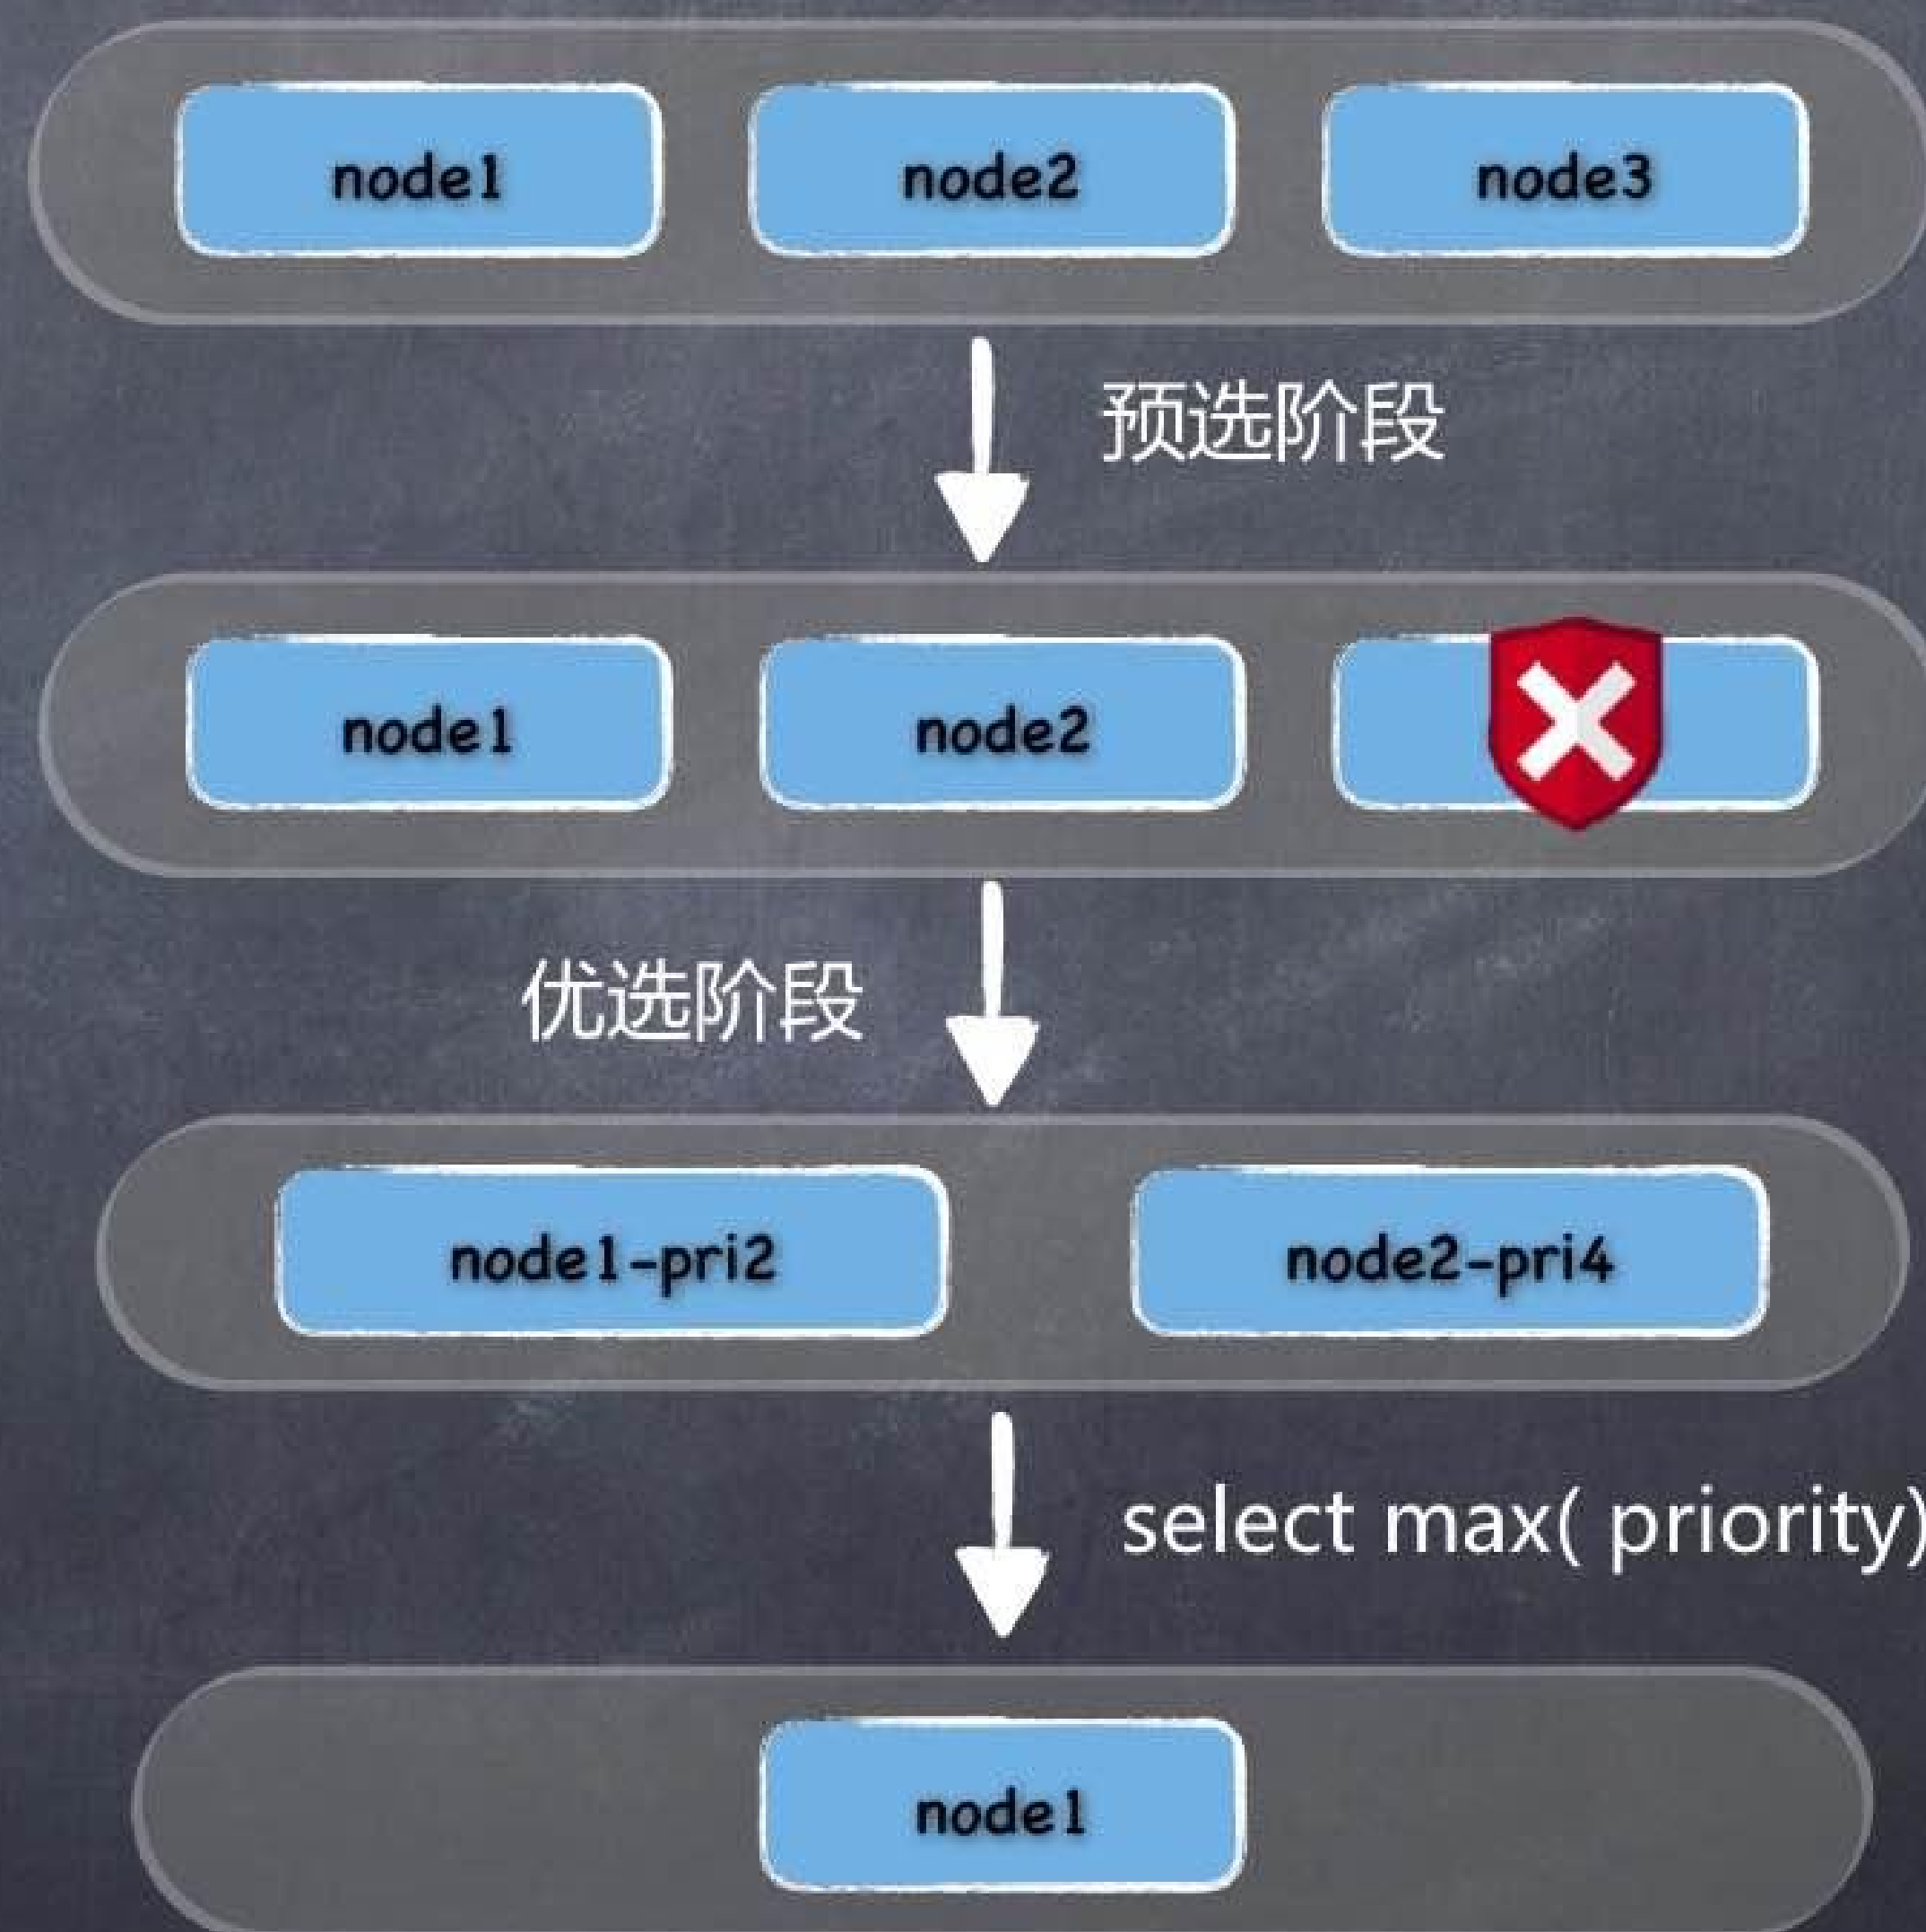 node1
node2
node3
预选阶段
node1
node2
优选阶段
node1-pri2
node2-pri4
select max( priority)
node1